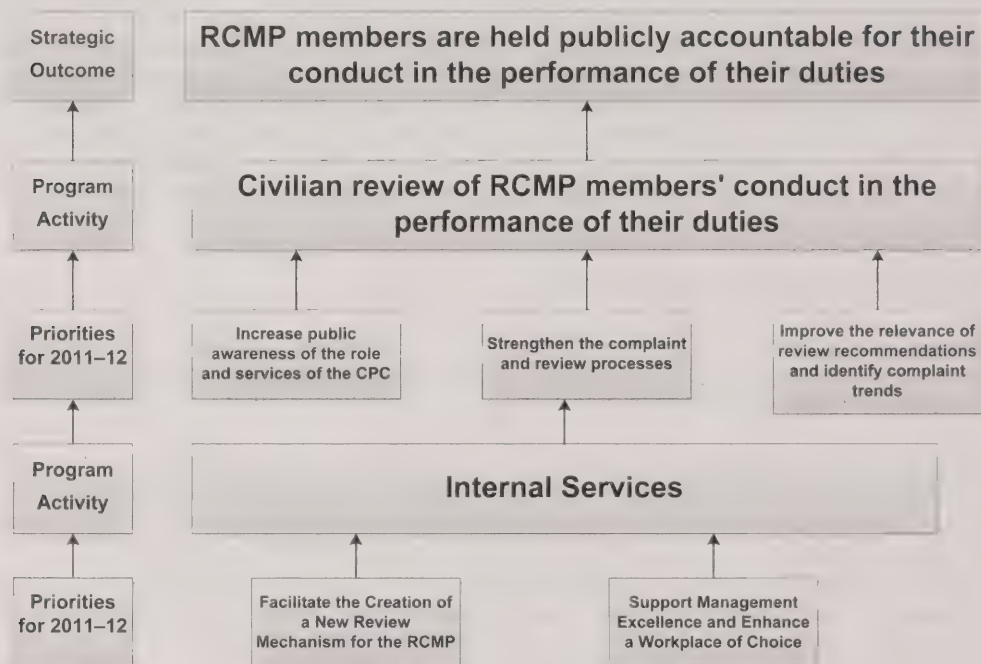 Strategic
Outcome
RCMP members are held publicly accountable for their
conduct in the performance of their duties
Program
Activity
Civilian review of RCMP members' conduct in the
performance of their duties
Priorities
for 2011–12
Increase public
awareness of the role
and services of the CPC
Strengthen the complaint
and review processes
Improve the relevance of
review recommendations
and identify complaint
trends
Program
Activity
Internal Services
Priorities
for 2011–12
Facilitate the Creation of
a New Review
Mechanism for the RCMP
Support Management
Excellence and Enhance
a Workplace of Choice